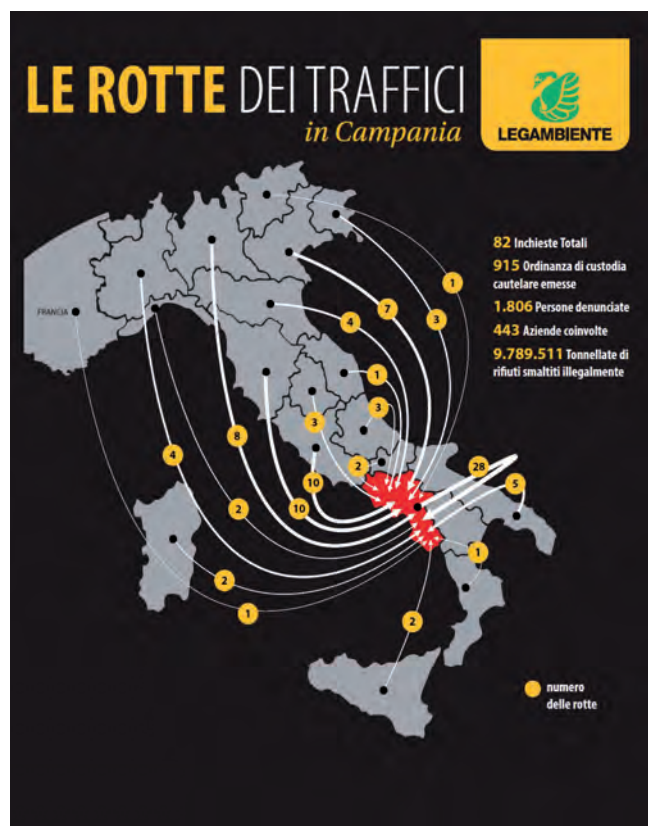 LE ROTTE DEI TRAFFICI
in Campania
LEGAMBIENTE
82 Inchieste Totali
915 Ordinanza di custodia
cautelare emesse
1.806 Persone denunciate
443 Aziende coinvolte
9.789.511 Tonnellate di
rifiuti smaltiti illegalmente
FRANCIA
1
7
3
4
1
3
3
8
2
28
4
10
5
10
2
1
2
1
2
numero
delle rotte